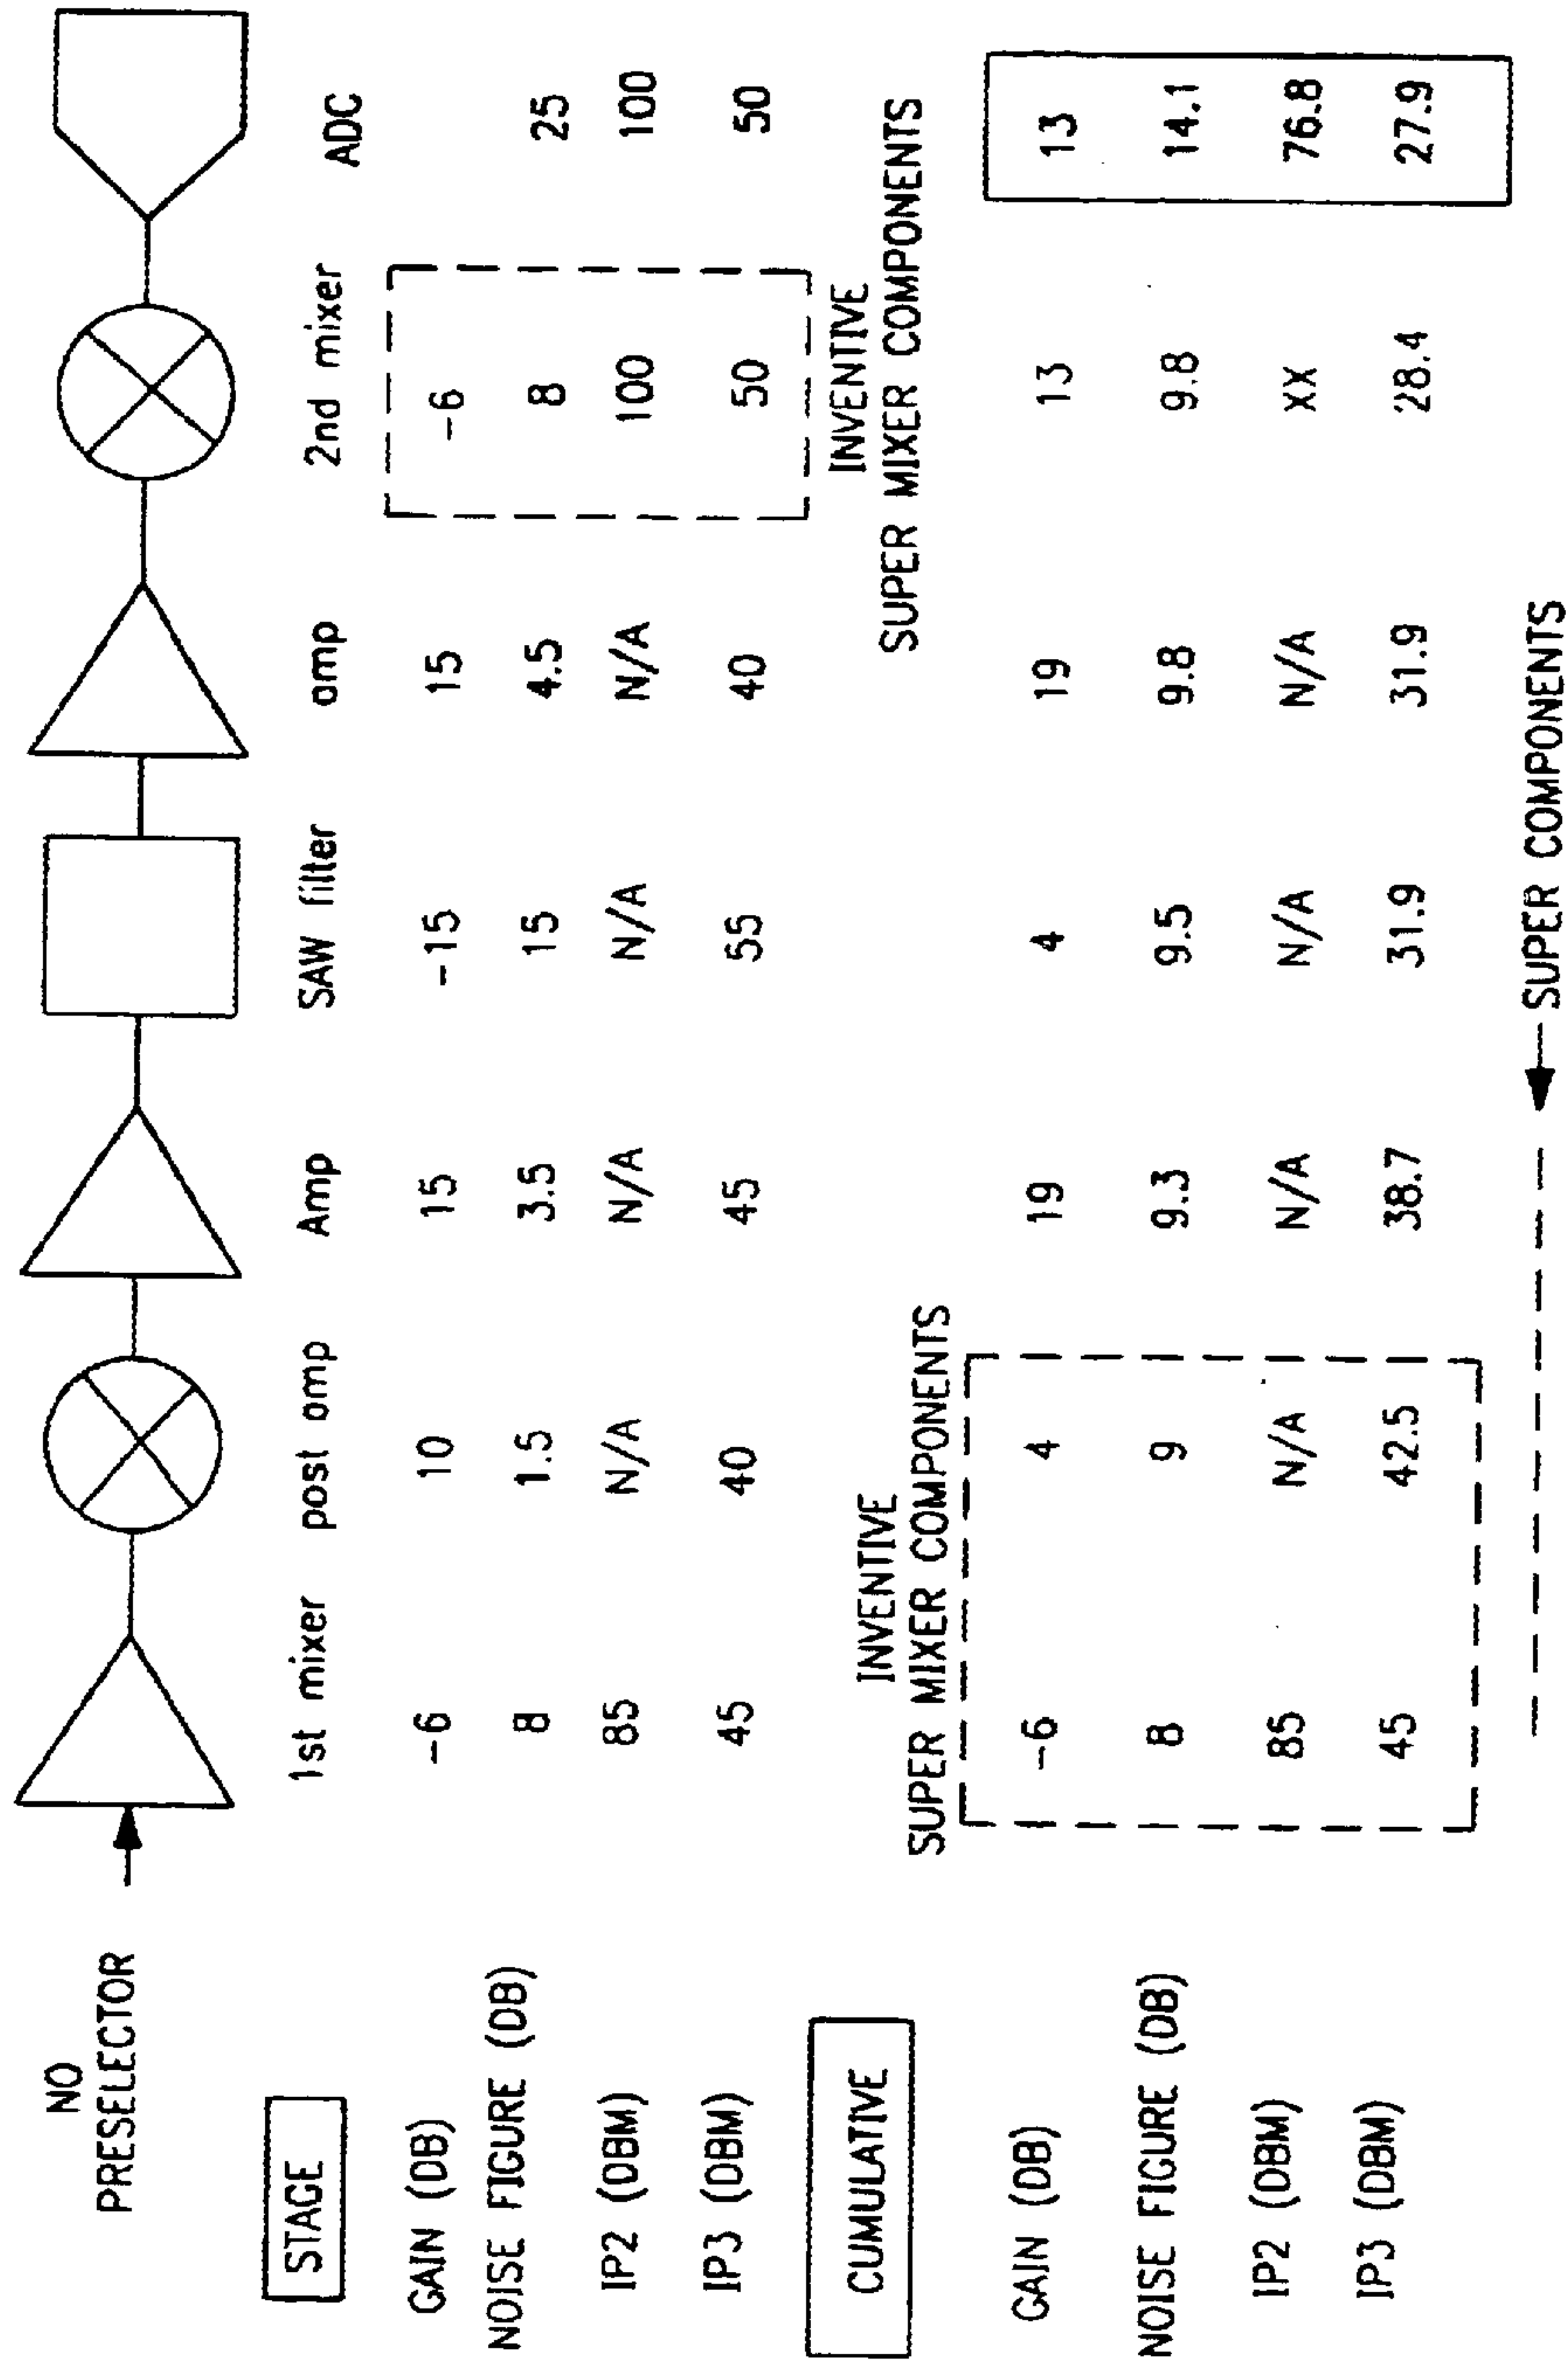 NO
PRESELECTOR
1st mixer post amp Amp SAW filter amp 2nd mixer ADC
STAGE
GAIN (DB) -6 10 15 -15 15 -6
NOISE FIGURE (DB) 8 1.5 3.5 15 4.5 8 25
IP2 (DBM) 85 N/A N/A N/A N/A 100 100
IP3 (DBM) 45 40 45 55 40 50 50
INVENTIVE
SUPER MIXER COMPONENTS
INVENTIVE
SUPER MIXER COMPONENTS
CUMULATIVE
GAIN (DB) -6 4 19 4 19 13 13
NOISE FIGURE (DB) 8 9 9.3 9.5 9.8 9.8 14.1
IP2 (DBM) 85 N/A N/A N/A N/A XX 76.8
IP3 (DBM) 45 42.5 38.7 31.9 31.9 28.4 27.9
SUPER COMPONENTS